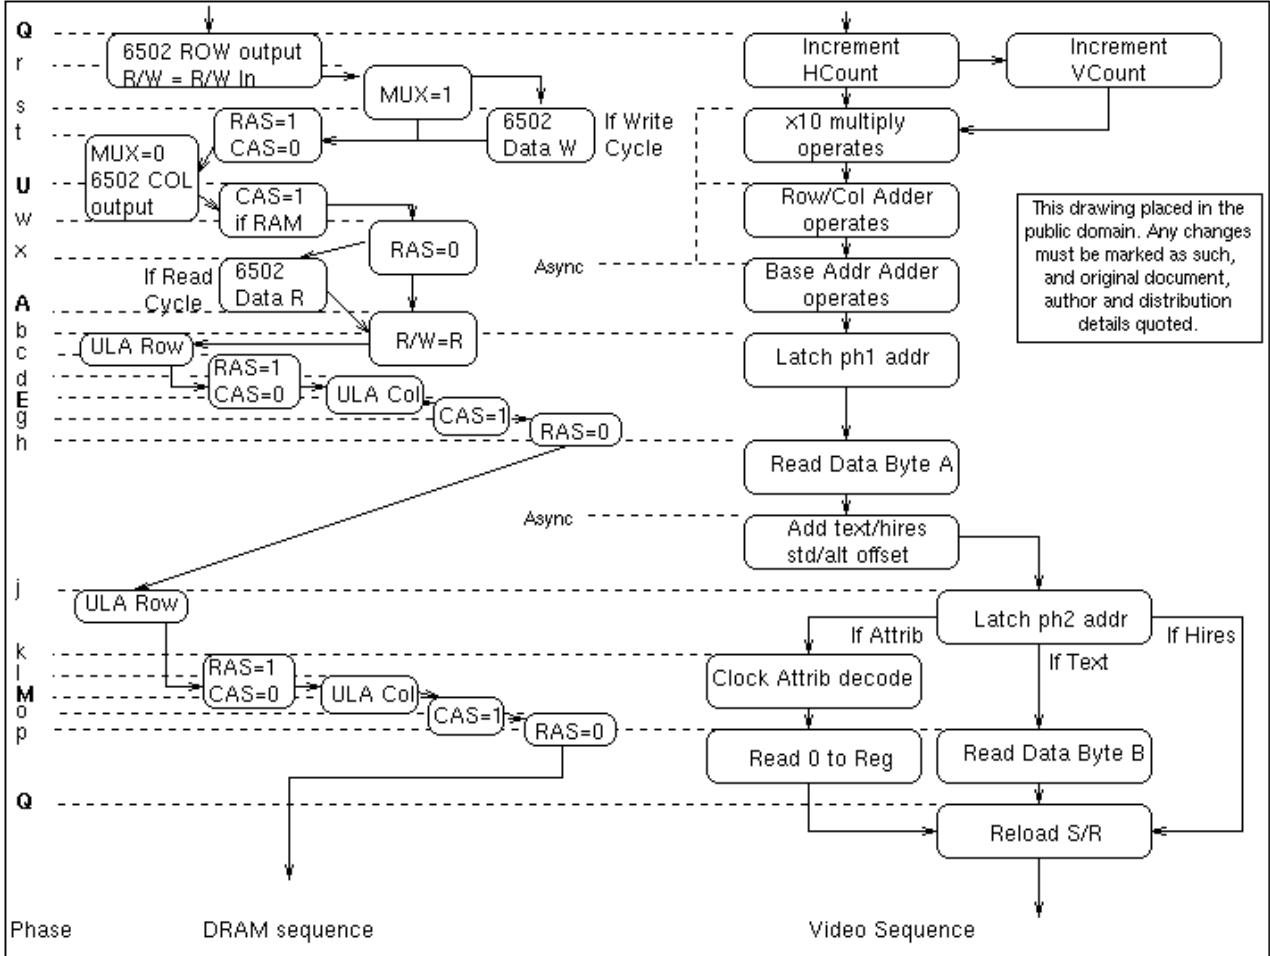 Q
r
s
t
U
w
x
A
b
c
d
E
g
h
j
k
l
M
o
p
Q
Phase
6502 ROW output
R/W = R/W In
MUX=1
RAS=1
CAS=0
6502
Data W
If Write
Cycle
MUX=0
6502 COL
output
CAS=1
if RAM
RAS=0
If Read
Cycle
6502
Data R
R/W=R
ULA Row
RAS=1
CAS=0
ULA Col
CAS=1
RAS=0
ULA Row
RAS=1
CAS=0
ULA Col
CAS=1
RAS=0
DRAM sequence
Increment
HCount
Increment
VCount
x10 multiply
operates
Row/Col Adder
operates
Async
Base Addr Adder
operates
Latch ph1 addr
Read Data Byte A
Async
Add text/hires
std/alt offset
Latch ph2 addr
If Attrib
If Text
If Hires
Clock Attrib decode
Read 0 to Reg
Read Data Byte B
Reload S/R
Video Sequence
This drawing placed in the
public domain. Any changes
must be marked as such,
and original document,
author and distribution
details quoted.